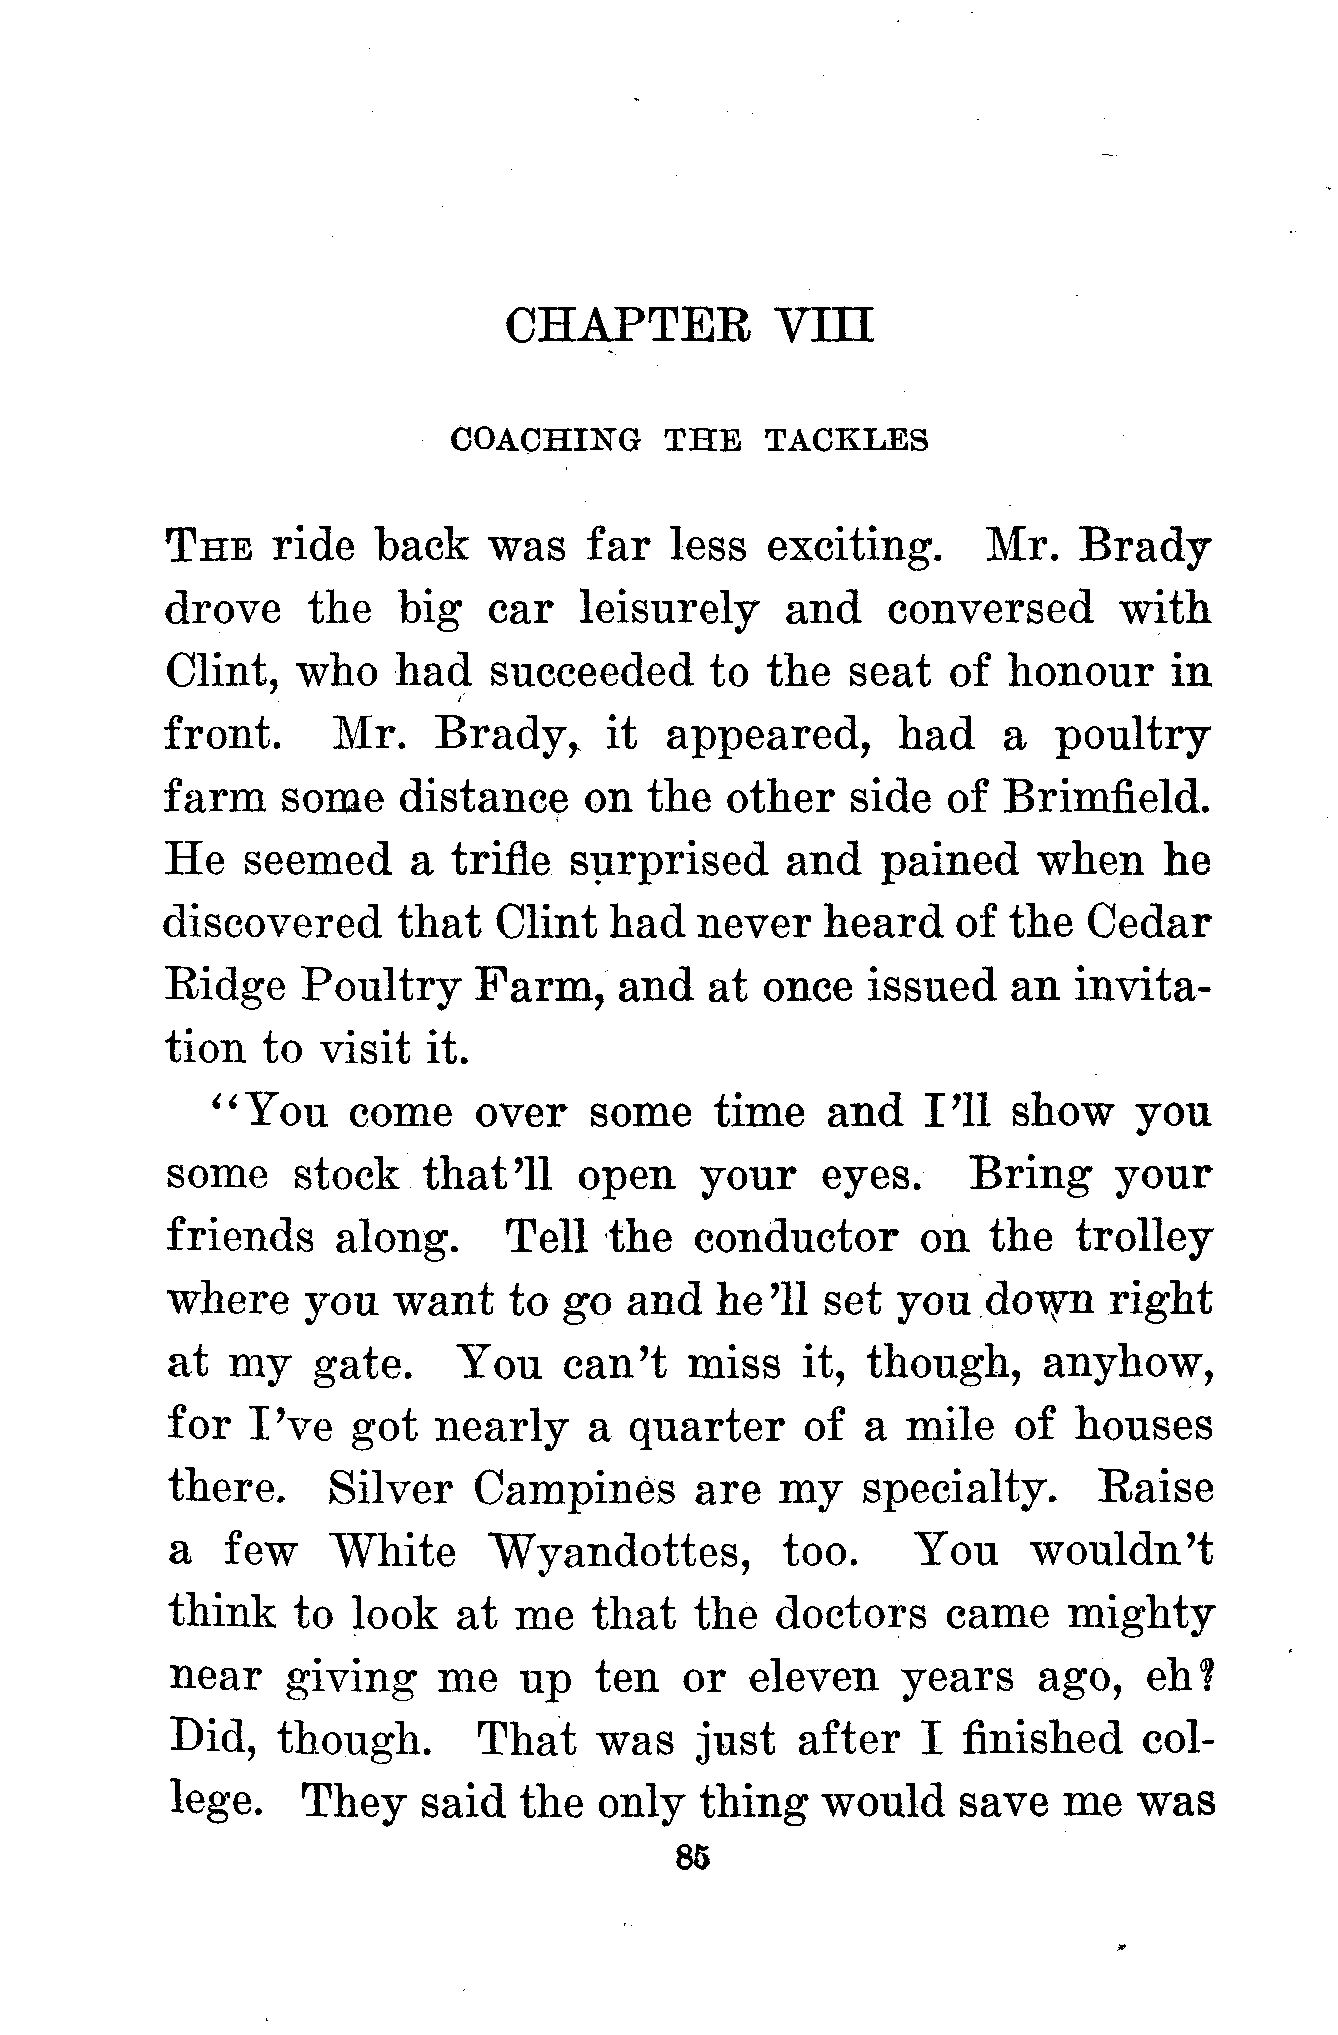 CHAPTER VIII
COACHING THE TACKLES
THE ride back was far less exciting. Mr. Brady
drove the big car leisurely and conversed with
Clint, who had succeeded to the seat of honour in
front. Mr. Brady, it appeared, had a poultry
farm some distance on the other side of Brimfield.
He seemed a trifle surprised and pained when he
discovered that Clint had never heard of the Cedar
Ridge Poultry Farm, and at once issued an invita-
tion to visit it.
"You come over some time and I'll show you
some stock that'll open your eyes. Bring your
friends along. Tell the conductor on the trolley
where you want to go and he'll set you down right
at my gate. You can't miss it, though, anyhow,
for I've got nearly a quarter of a mile of houses
there. Silver Campines are my specialty. Raise
a few White Wyandottes, too. You wouldn't
think to look at me that the doctors came mighty
near giving me up ten or eleven years ago, eh?
Did, though. That was just after I finished col-
lege. They said the only thing would save me was
85